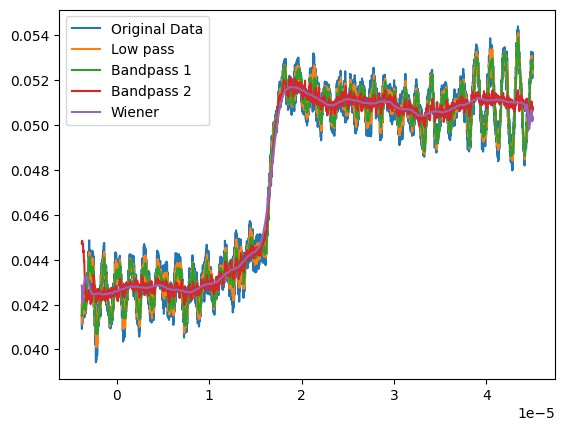 Original Data
Low pass
Bandpass 1
Bandpass 2
Wiener
0.054
0.052
0.050
0.048
0.046
0.044
0.042
0.040
0 1 2 3 4
1e−5